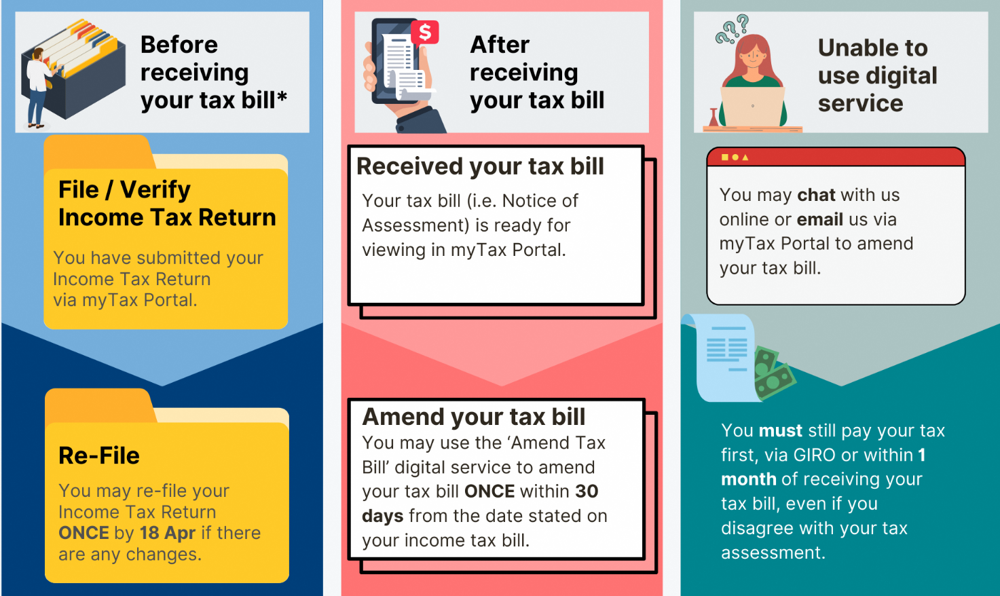 Before
receiving
your tax bill*
File / Verify
Income Tax Return
You have submitted your
Income Tax Return
via myTax Portal.
Re-File
You may re-file your
Income Tax Return
ONCE by 18 Apr if there
are any changes.
$
After
receiving
your tax bill
Received your tax bill
Your tax bill (i.e. Notice of
Assessment) is ready for
viewing in myTax Portal.
Amend your tax bill
You may use the ‘Amend Tax
Bill’ digital service to amend
your tax bill ONCE within 30
days from the date stated on
your income tax bill.
???
Unable to
use digital
service
You may chat with us
online or email us via
myTax Portal to amend
your tax bill.
You must still pay your tax
first, via GIRO or within 1
month of receiving your
tax bill, even if you
disagree with your tax
assessment.